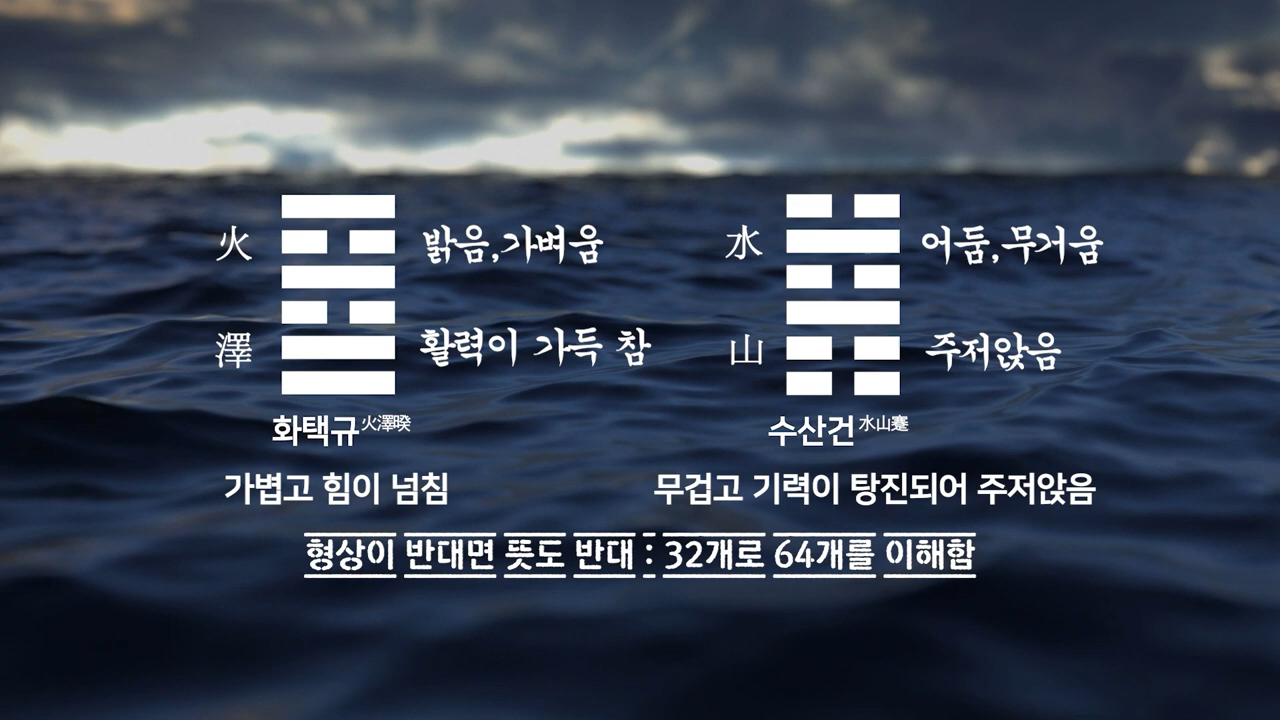 火 밝음,가벼움
澤 활력이 가득 참
화택규火澤睽
가볍고 힘이 넘침
水 어둠,무거움
山 주저앉음
수산건水山蹇
무겁고 기력이 탕진되어 주저앉음
형상이 반대면 뜻도 반대 : 32개로 64개를 이해함